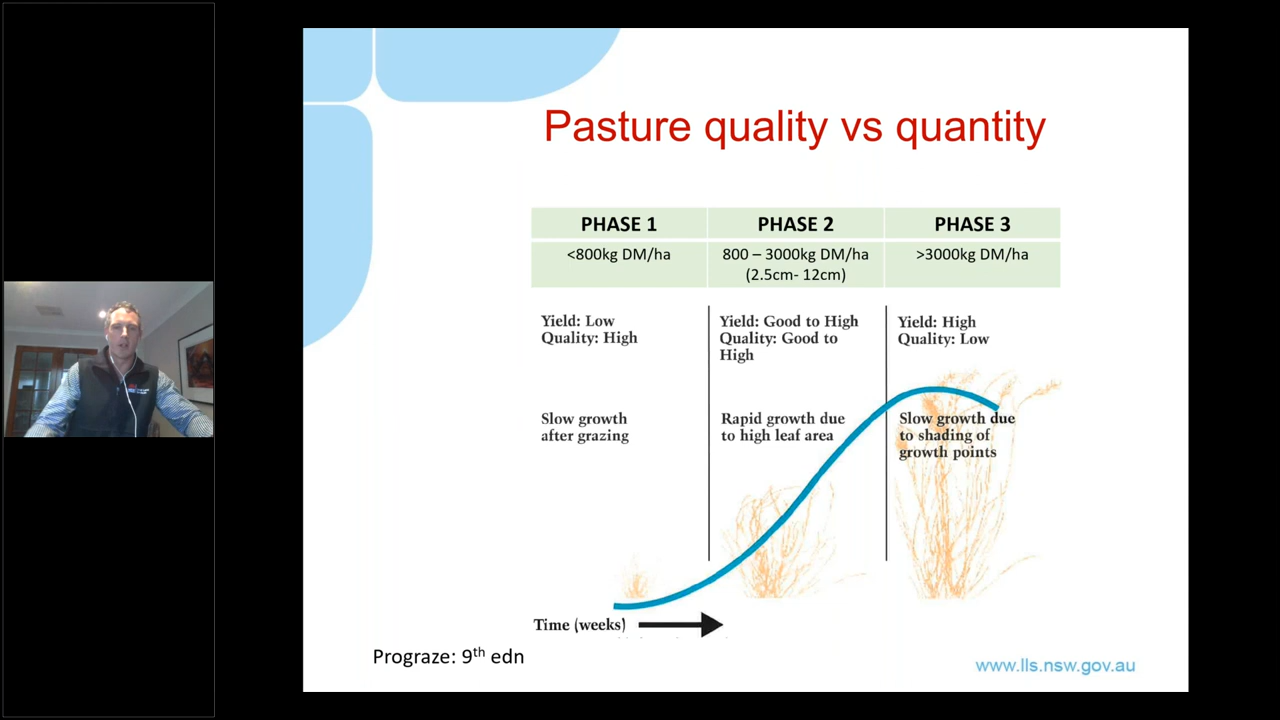 Pasture quality vs quantity
PHASE 1
PHASE 2
PHASE 3
<800kg DM/ha
800 – 3000kg DM/ha
(2.5cm- 12cm)
>3000kg DM/ha
Yield: Low
Quality: High
Yield: Good to High
Quality: Good to
High
Yield: High
Quality: Low
Slow growth
after grazing
Rapid growth due
to high leaf area
Slow growth due
to shading of
growth points
Time (weeks)
Prograze: 9th edn
www.lls.nsw.gov.au